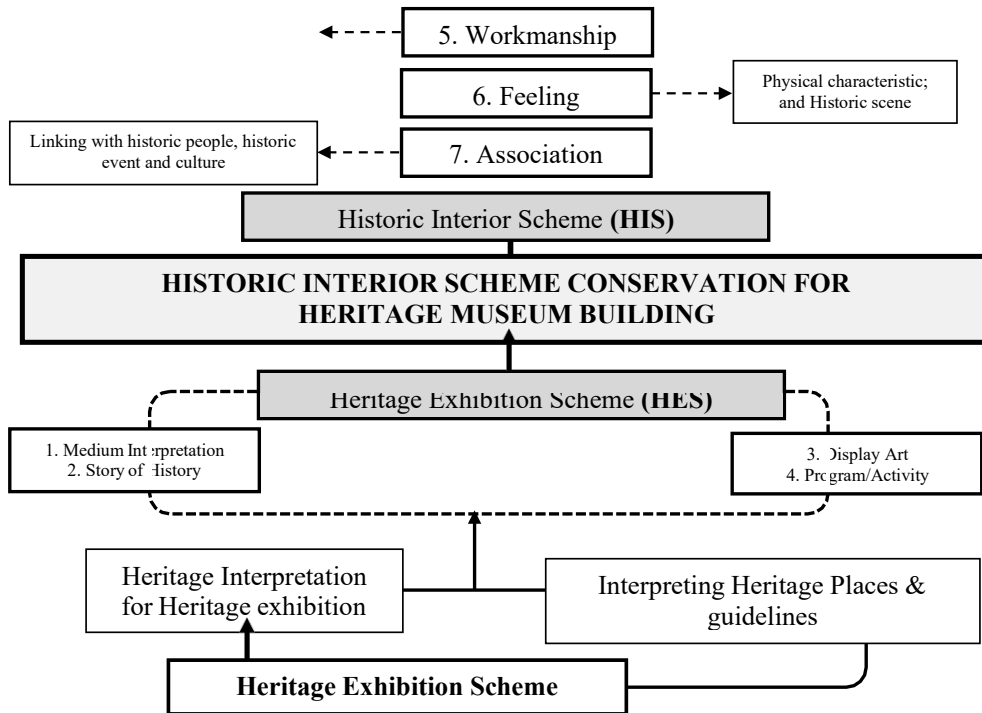 5. Workmanship
6. Feeling
Physical characteristic;
and Historic scene
Linking with historic people, historic
event and culture
7. Association
Historic Interior Scheme (HIS)
HISTORIC INTERIOR SCHEME CONSERVATION FOR
HERITAGE MUSEUM BUILDING
Heritage Exhibition Scheme (HES)
1. Medium Interpretation
2. Story of History
3. Display Art
4. Program/Activity
Heritage Interpretation
for Heritage exhibition
Interpreting Heritage Places &
guidelines
Heritage Exhibition Scheme